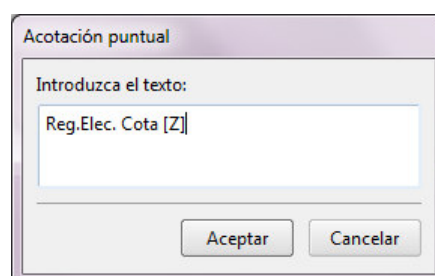 Acotación puntual
Introduzca el texto:
Reg.Elec. Cota [Z]
Aceptar
Cancelar